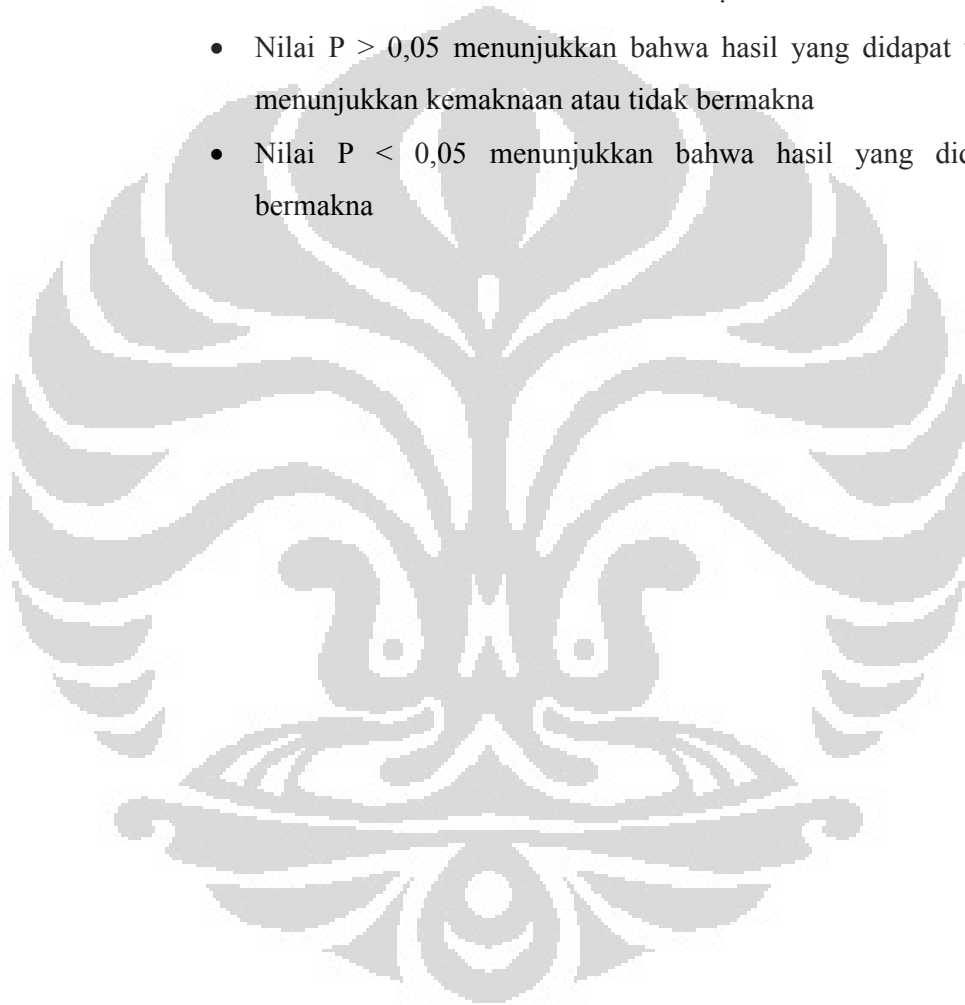 • Nilai P > 0,05 menunjukkan bahwa hasil yang didapat
menunjukkan kemaknaan atau tidak bermakna
• Nilai P < 0,05 menunjukkan bahwa hasil yang
bermakna